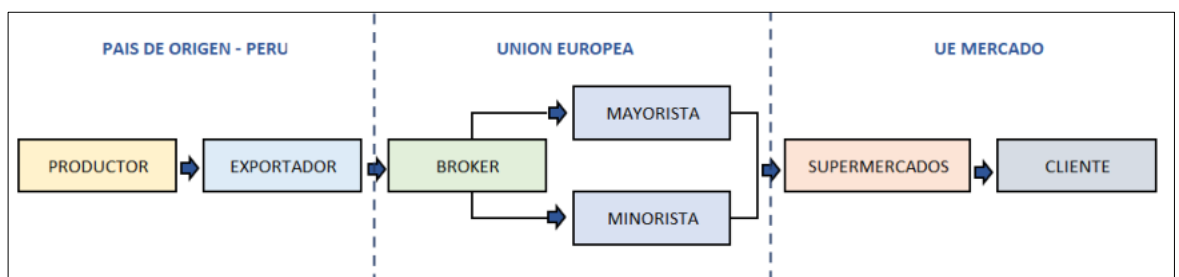 PAIS DE ORIGEN - PERU
UNION EUROPEA
UE MERCADO
PRODUCTOR
EXPORTADOR
BROKER
MAYORISTA
MINORISTA
SUPERMERCADOS
CLIENTE